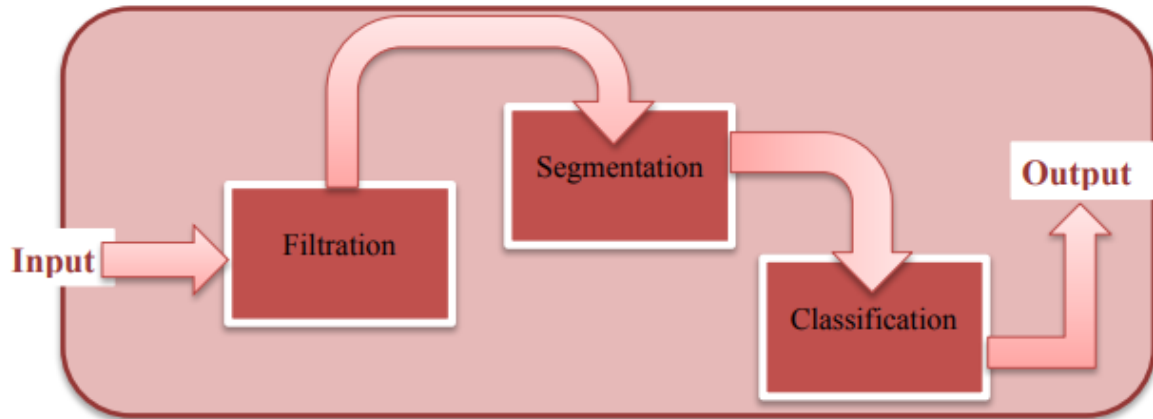 Input
Filtration
Segmentation
Classification
Output